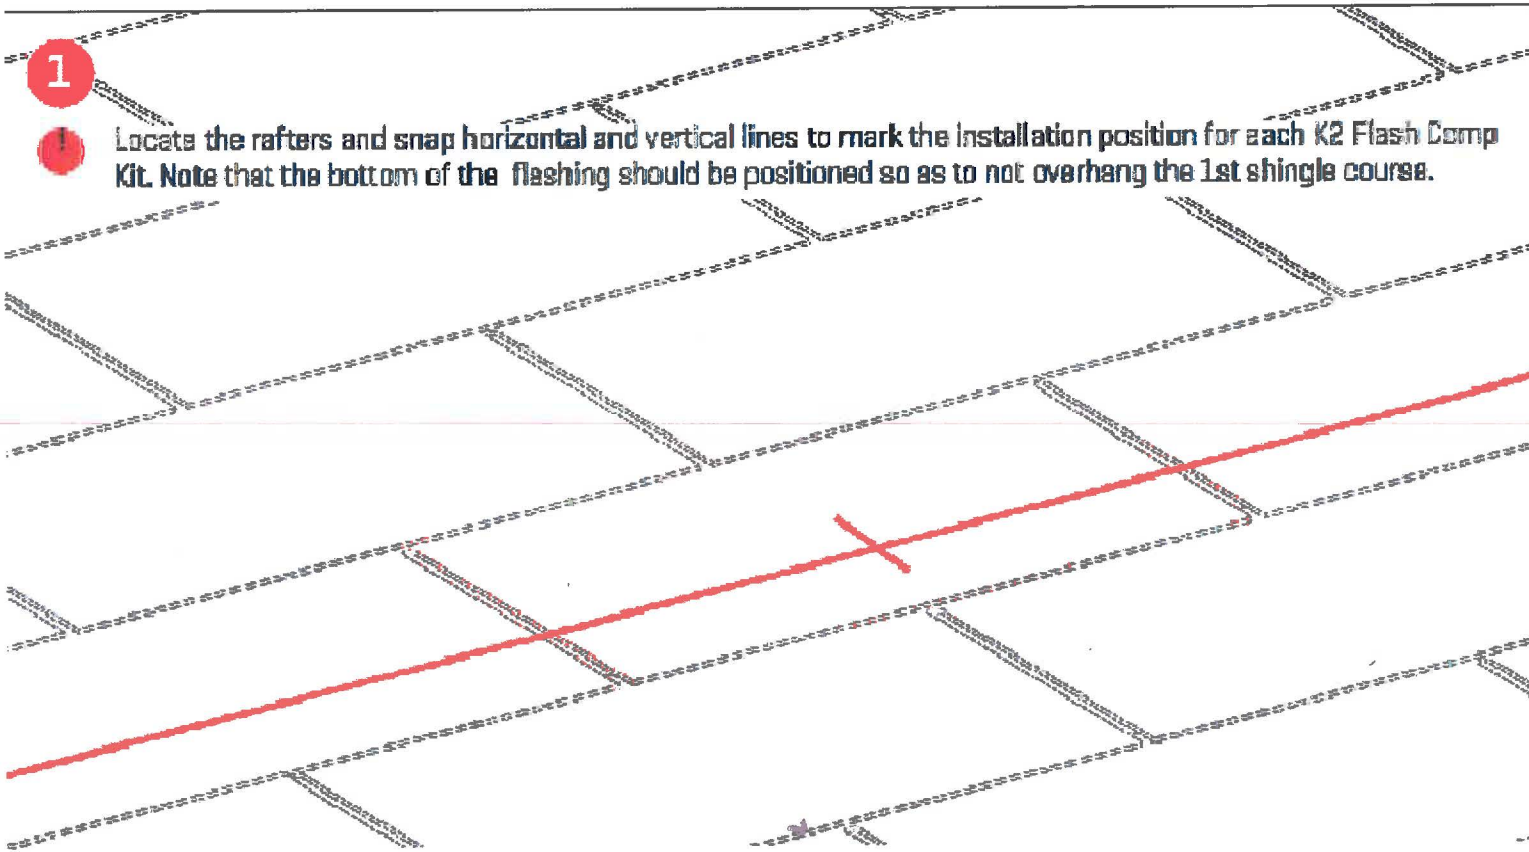 1
!
Locate the rafters and snap horizontal and vertical lines to mark the installation position for each K2 Flash Comp
Kit. Note that the bottom of the flashing should be positioned so as to not overhang the 1st shingle course.